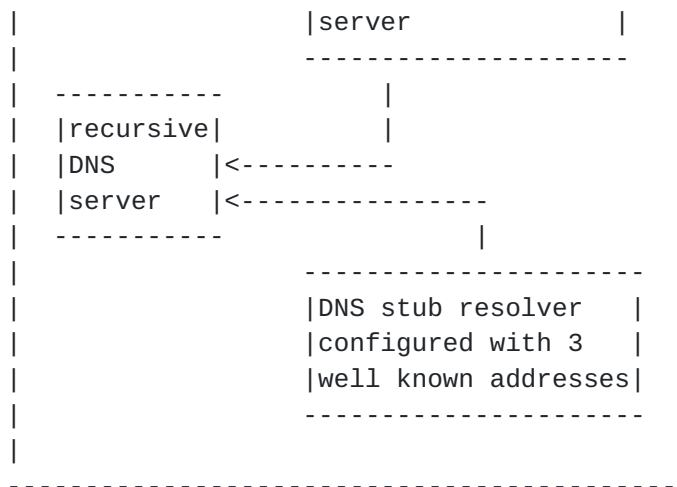 |                   |server             |
|                   ---------------------
|  -----------          |
|  |recursive|          |
|  |DNS      |<----------
|  |server   |<----------------
|  -----------                |
|                   ----------------------
|                   |DNS stub resolver   |
|                   |configured with 3   |
|                   |well known addresses|
|                   ----------------------
|
--------------------------------------------